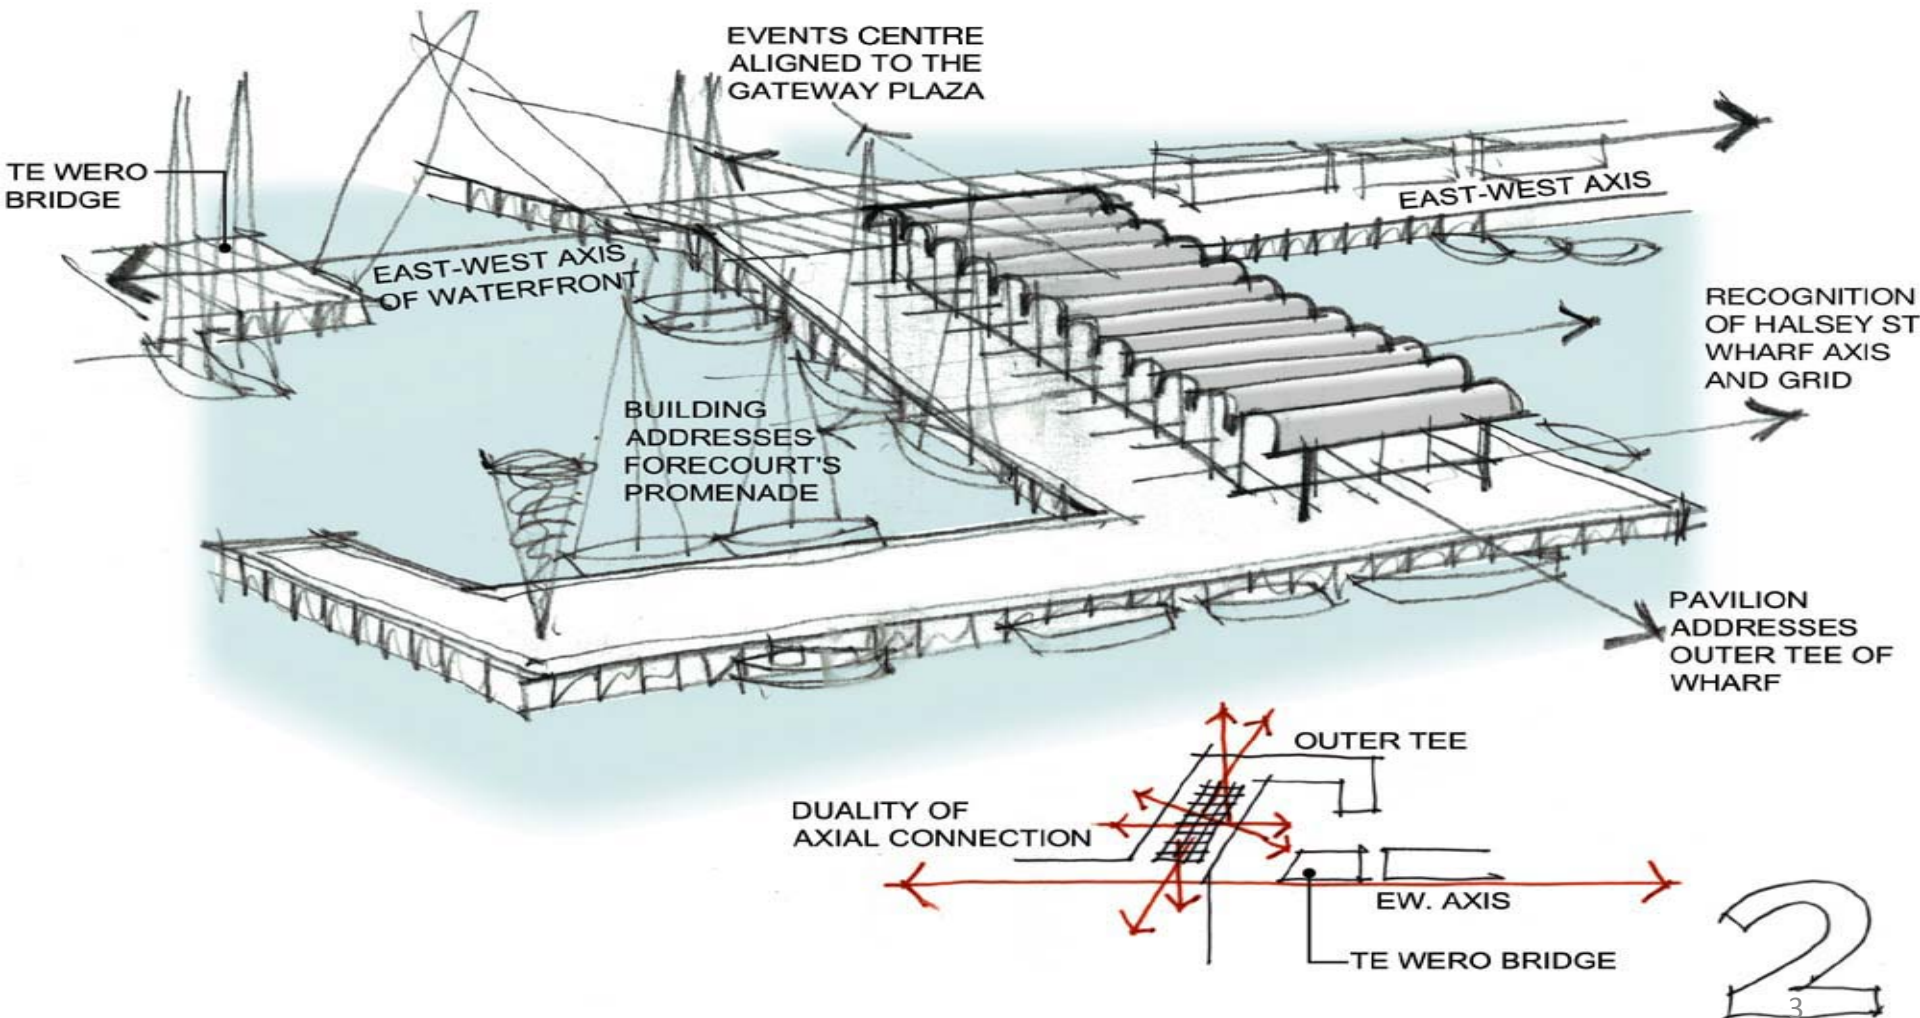 EVENTS CENTRE
ALIGNED TO THE
GATEWAY PLAZA
TE WERO
BRIDGE
EAST-WEST AXIS
EAST-WEST AXIS
OF WATERFRONT
RECOGNITION
OF HALSEY ST
WHARF AXIS
AND GRID
BUILDING
ADDRESSES
FORECOURT'S
PROMENADE
PAVILION
ADDRESSES
OUTER TEE OF
WHARF
OUTER TEE
DUALITY OF
AXIAL CONNECTION
EW. AXIS
TE WERO BRIDGE
2
3